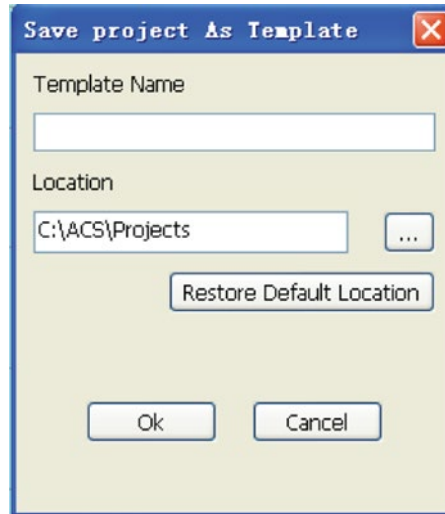 Save project As Template
Template Name
Location
C:\ACS\Projects
...
Restore Default Location
Ok
Cancel